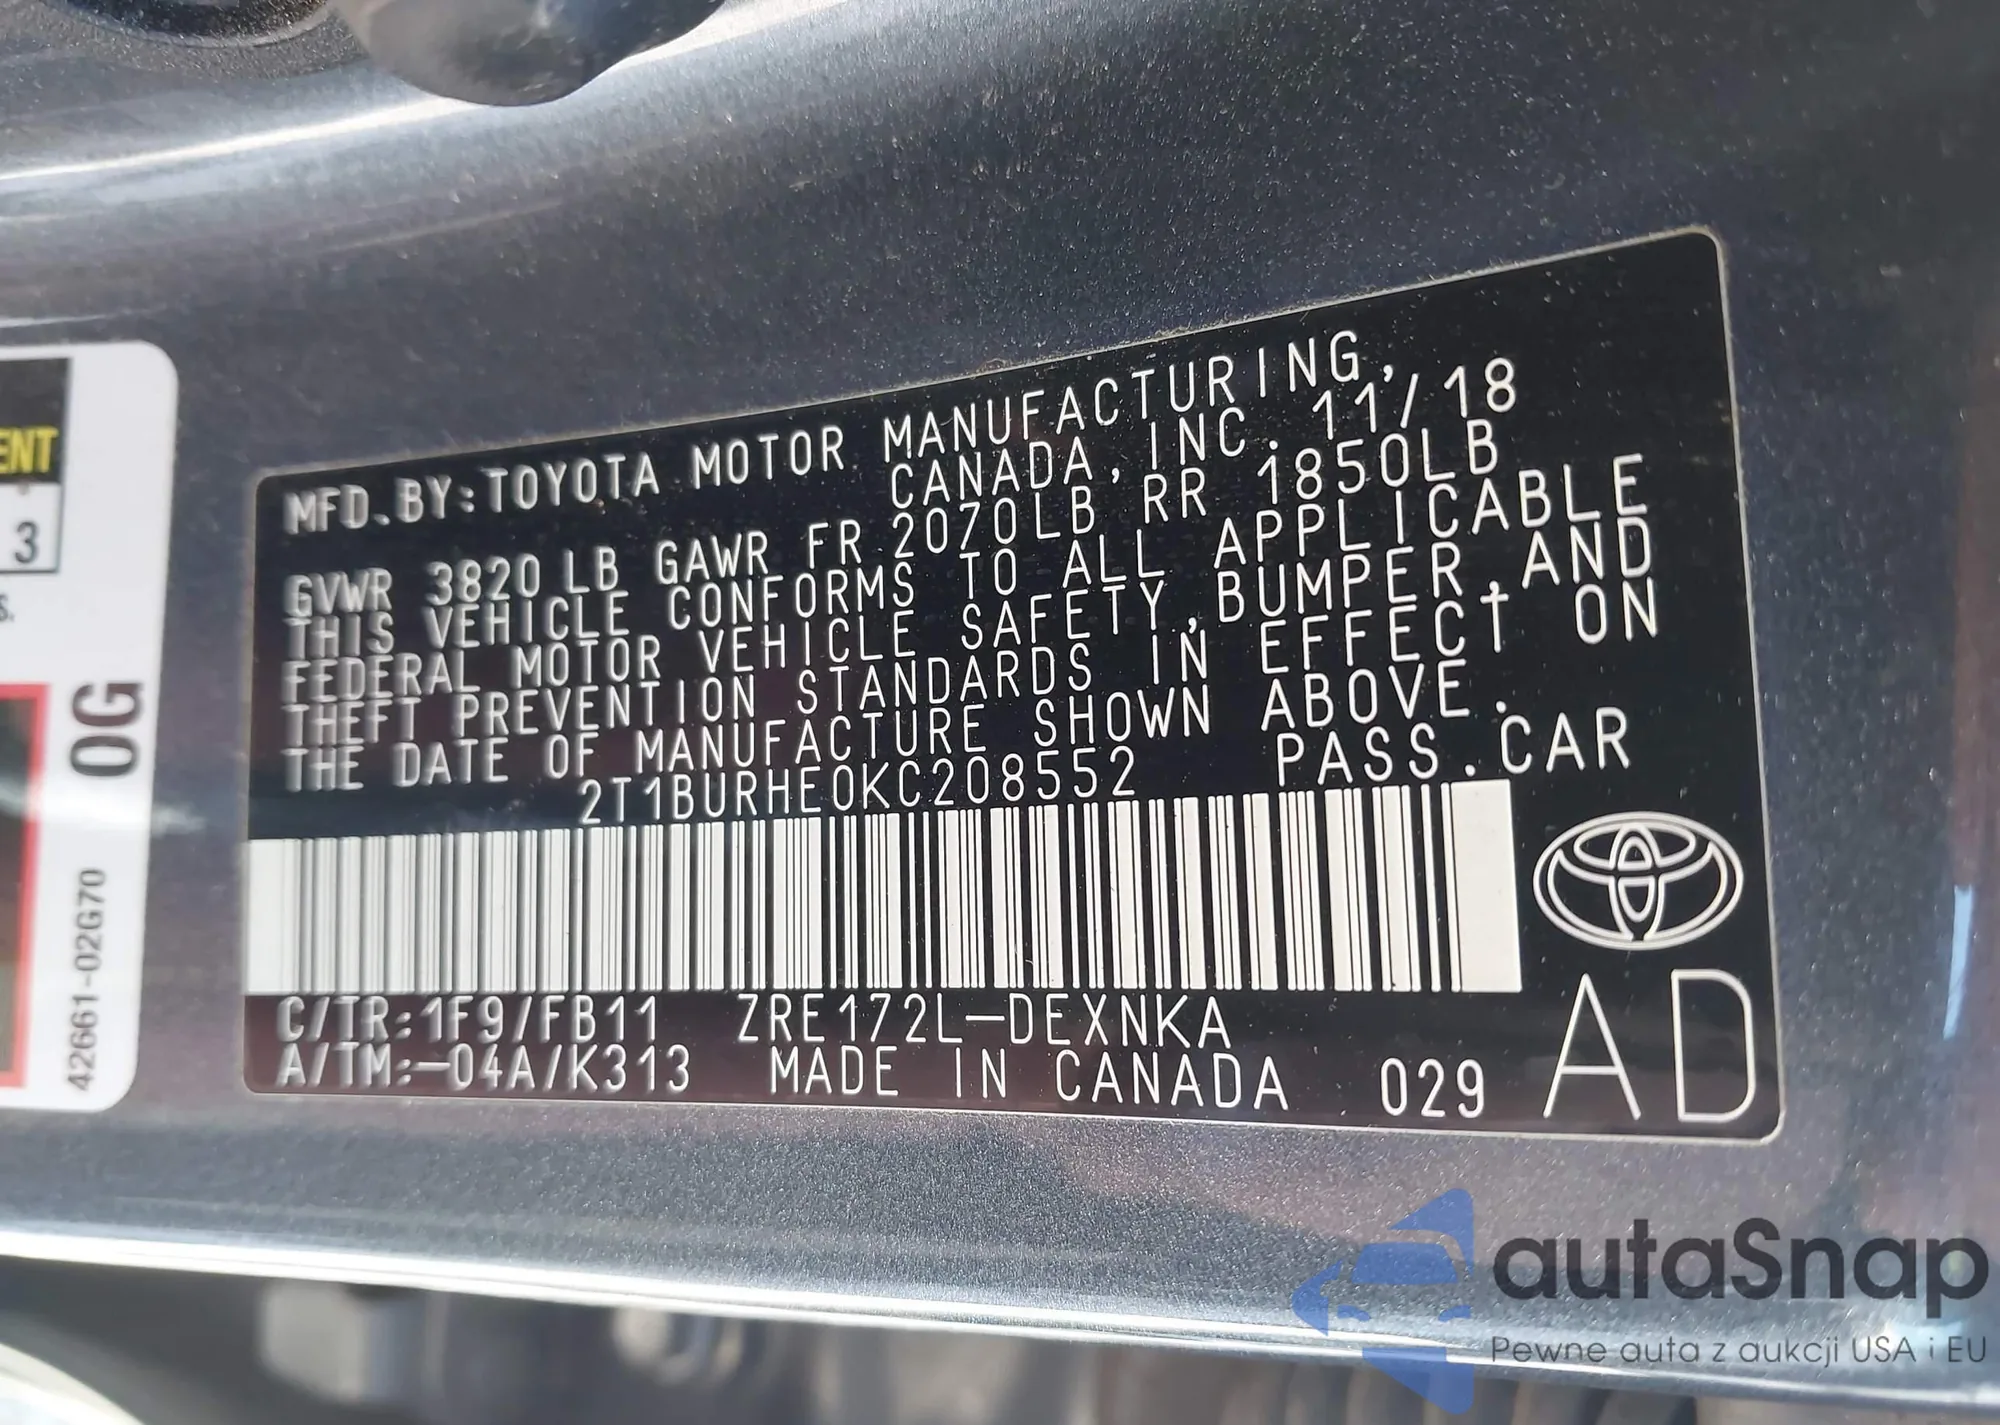 ENT
3
s.
0G
42661-02G70
MFD.BY:TOYOTA MOTOR MANUFACTURING,
CANADA,INC. 11/18
GVWR 3820 LB GAWR FR 2070LB RR 1850LB
THIS VEHICLE CONFORMS TO ALL APPLICABLE
FEDERAL MOTOR VEHICLE SAFETY,BUMPER,AND
THEFT PREVENTION STANDARDS IN EFFECT ON
THE DATE OF MANUFACTURE SHOWN ABOVE.
2T1BURHE0KC208552 PASS.CAR
C/TR:1F9/FB11 ZRE172L-DEXNKA
A/TM:-04A/K313 MADE IN CANADA 029
AD
autaSnap
Pewne auta z aukcji USA i EU